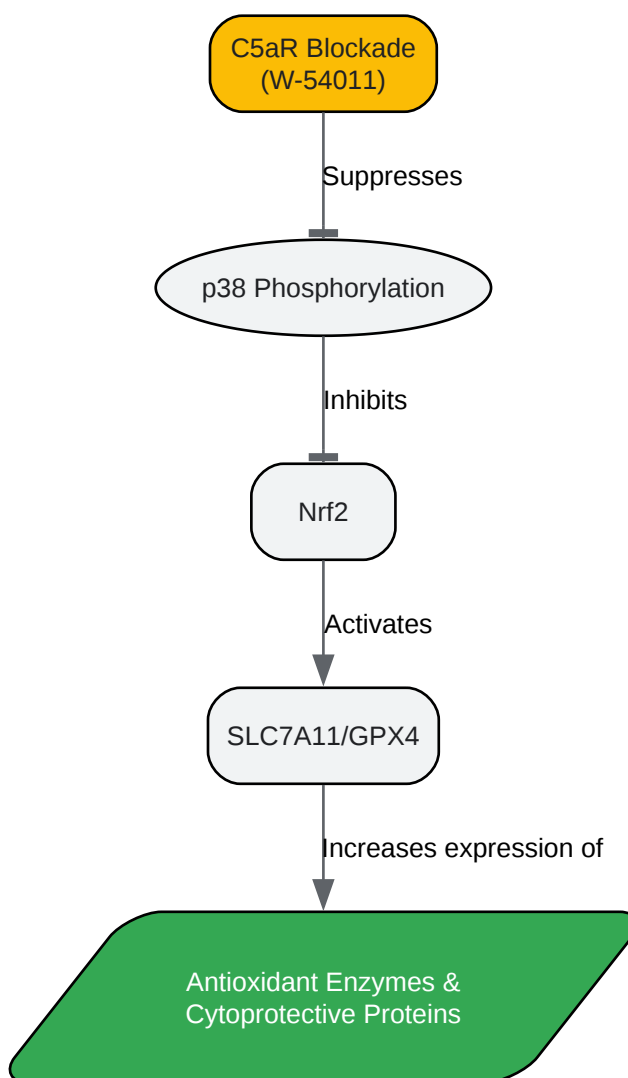 C5aR Blockade
(W-54011)
Suppresses
p38 Phosphorylation
Inhibits
Nrf2
Activates
SLC7A11/GPX4
Increases expression of
Antioxidant Enzymes &
Cytoprotective Proteins